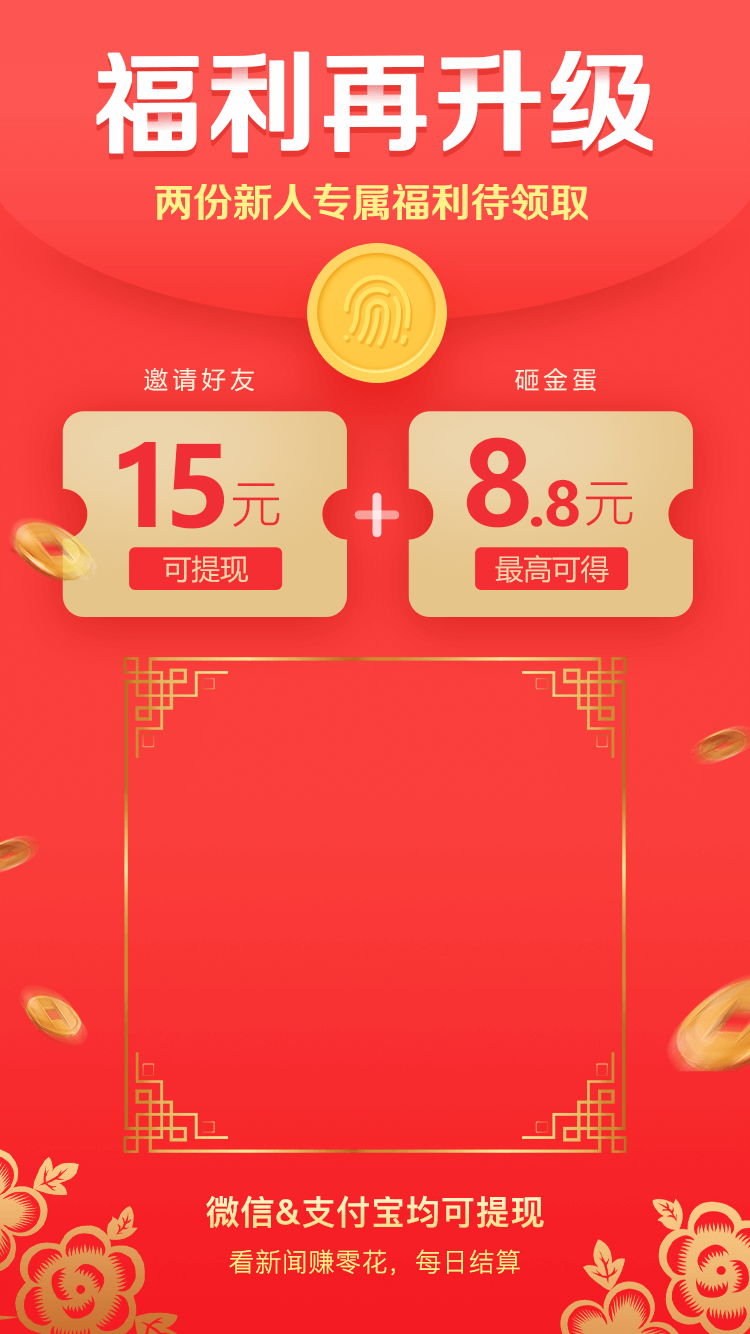 福利再升级
两份新人专属福利待领取
邀请好友
15元
可提现
+
砸金蛋
8.8元
最高可得
微信&支付宝均可提现
看新闻赚零花，每日结算